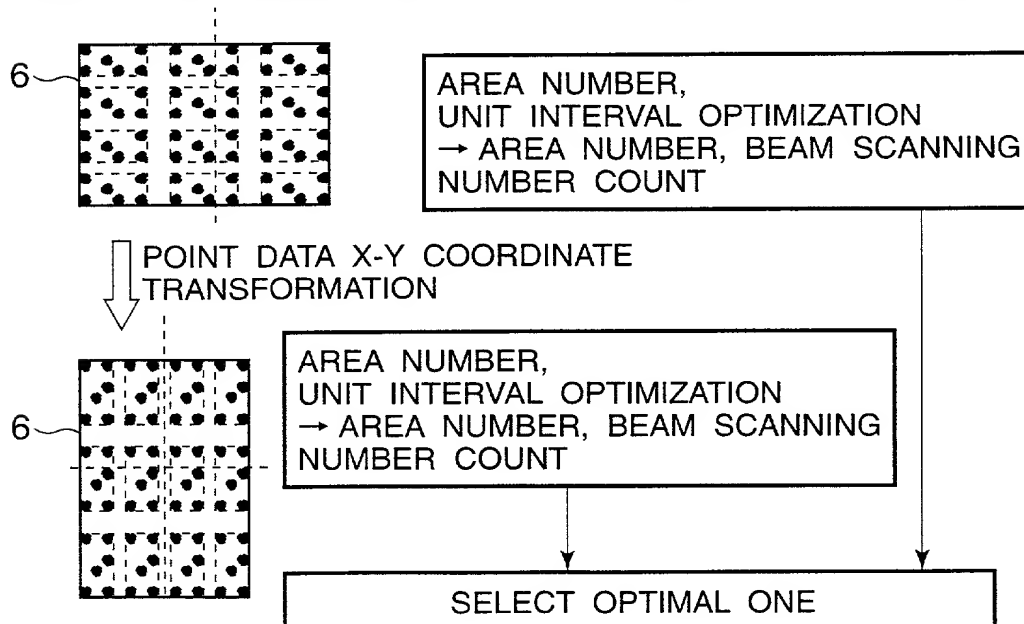 6
AREA NUMBER,
UNIT INTERVAL OPTIMIZATION
→ AREA NUMBER, BEAM SCANNING
NUMBER COUNT
POINT DATA X-Y COORDINATE
TRANSFORMATION
6
AREA NUMBER,
UNIT INTERVAL OPTIMIZATION
→ AREA NUMBER, BEAM SCANNING
NUMBER COUNT
SELECT OPTIMAL ONE